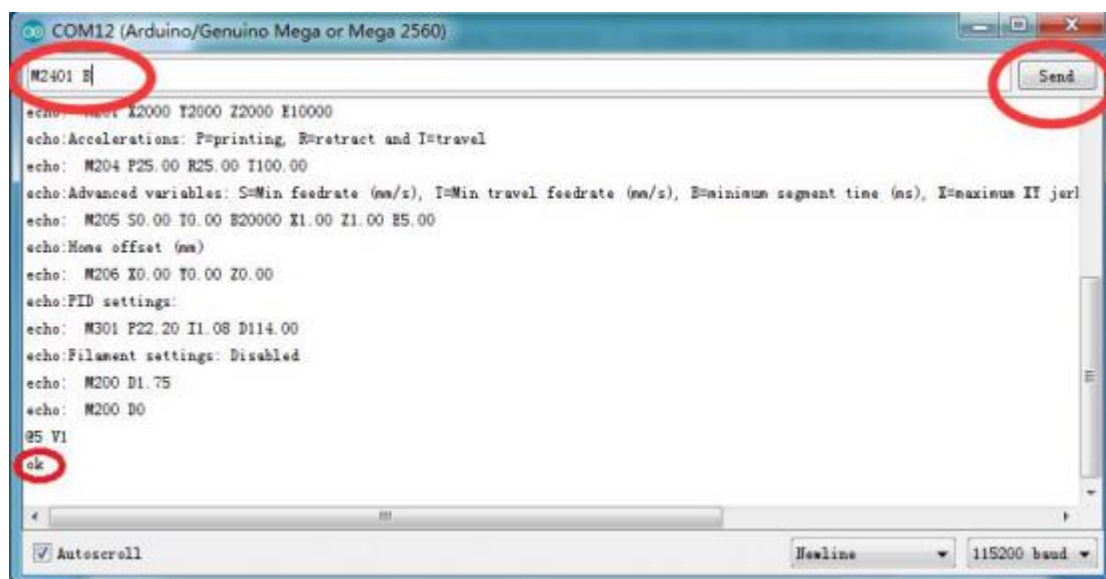 COM12 (Arduino/Genuino Mega or Mega 2560)
M2401 B
Send
echo: M201 X2000 Y2000 Z2000 E10000
echo:Accelerations: P=printing, R=retract and T=travel
echo: M204 P25.00 R25.00 T100.00
echo:Advanced variables: S=Min feedrate (mm/s), T=Min travel feedrate (mm/s), B=minimum segment time (ms), X=maximum XY jerk
echo: M205 S0.00 T0.00 B20000 X1.00 Z1.00 E5.00
echo:Home offset (mm)
echo: M206 X0.00 Y0.00 Z0.00
echo:PID settings:
echo: M301 P22.20 I1.08 D114.00
echo:Filament settings: Disabled
echo: M200 D1.75
echo: M200 D0
@5 V1
ok
Autoscroll
Newline
115200 baud